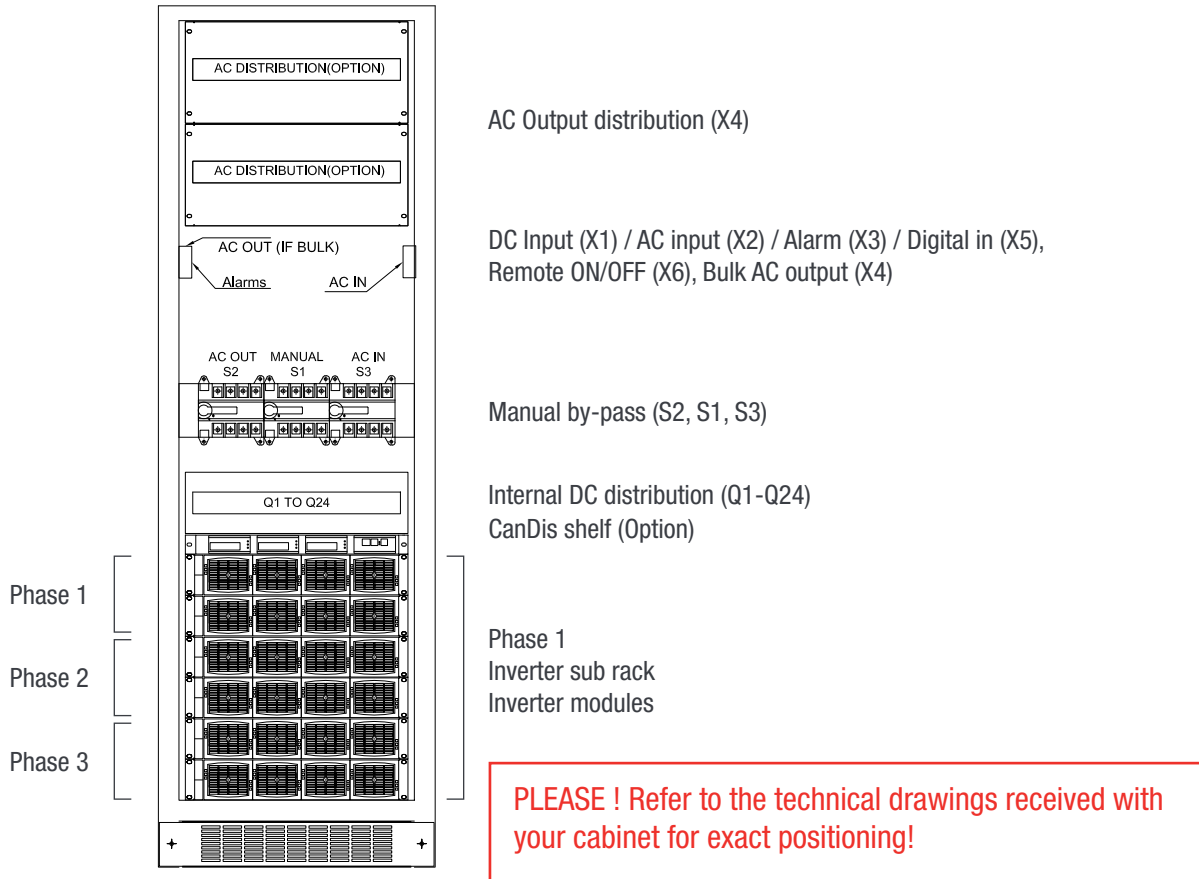 AC DISTRIBUTION(OPTION)
AC Output distribution (X4)
AC DISTRIBUTION(OPTION)
AC OUT (IF BULK)
Alarms
AC IN
DC Input (X1) / AC input (X2) / Alarm (X3) / Digital in (X5),
Remote ON/OFF (X6), Bulk AC output (X4)
AC OUT MANUAL AC IN
S2 S1 S3
Manual by-pass (S2, S1, S3)
Q1 TO Q24
Internal DC distribution (Q1-Q24)
CanDis shelf (Option)
Phase 1
Phase 2
Phase 3
Phase 1
Inverter sub rack
Inverter modules
PLEASE ! Refer to the technical drawings received with
your cabinet for exact positioning!